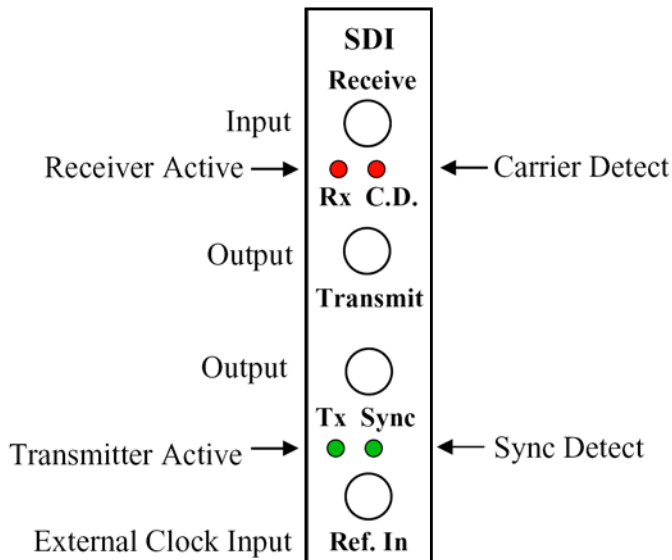 SDI
Receive
Input
Receiver Active
Carrier Detect
Rx C.D.
Output
Transmit
Output
Tx Sync
Transmitter Active
Sync Detect
External Clock Input
Ref. In